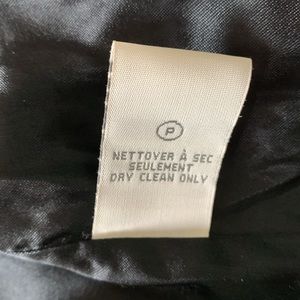 P
NETTOYER À SEC
SEULEMENT
DRY CLEAN ONLY